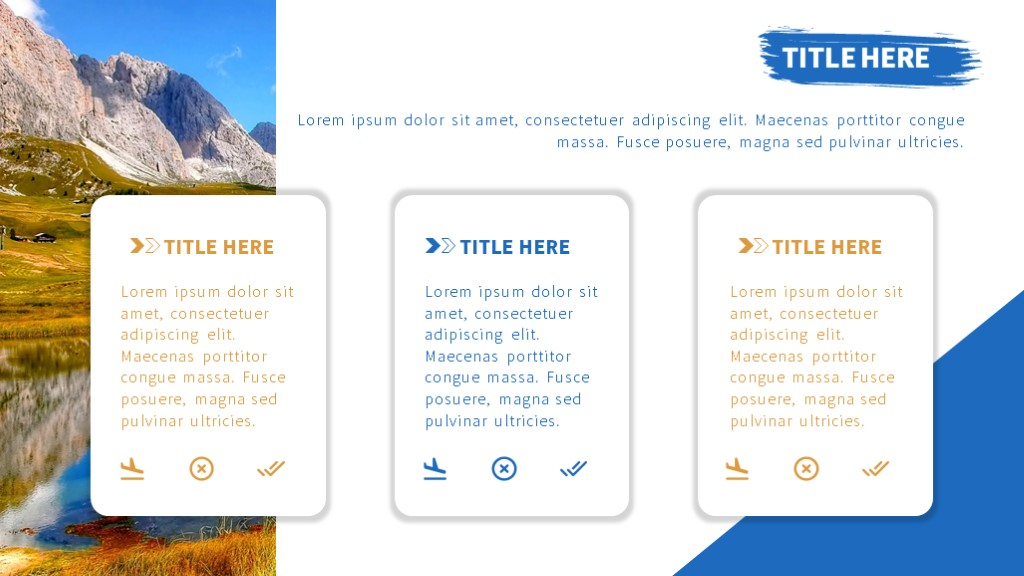 TITLE HERE
Lorem ipsum dolor sit amet, consectetuer adipiscing elit. Maecenas porttitor congue
massa. Fusce posuere, magna sed pulvinar ultricies.
TITLE HERE
Lorem ipsum dolor sit
amet, consectetuer
adipiscing elit.
Maecenas porttitor
congue massa. Fusce
posuere, magna sed
pulvinar ultricies.
TITLE HERE
Lorem ipsum dolor sit
amet, consectetuer
adipiscing elit.
Maecenas porttitor
congue massa. Fusce
posuere, magna sed
pulvinar ultricies.
TITLE HERE
Lorem ipsum dolor sit
amet, consectetuer
adipiscing elit.
Maecenas porttitor
congue massa. Fusce
posuere, magna sed
pulvinar ultricies.